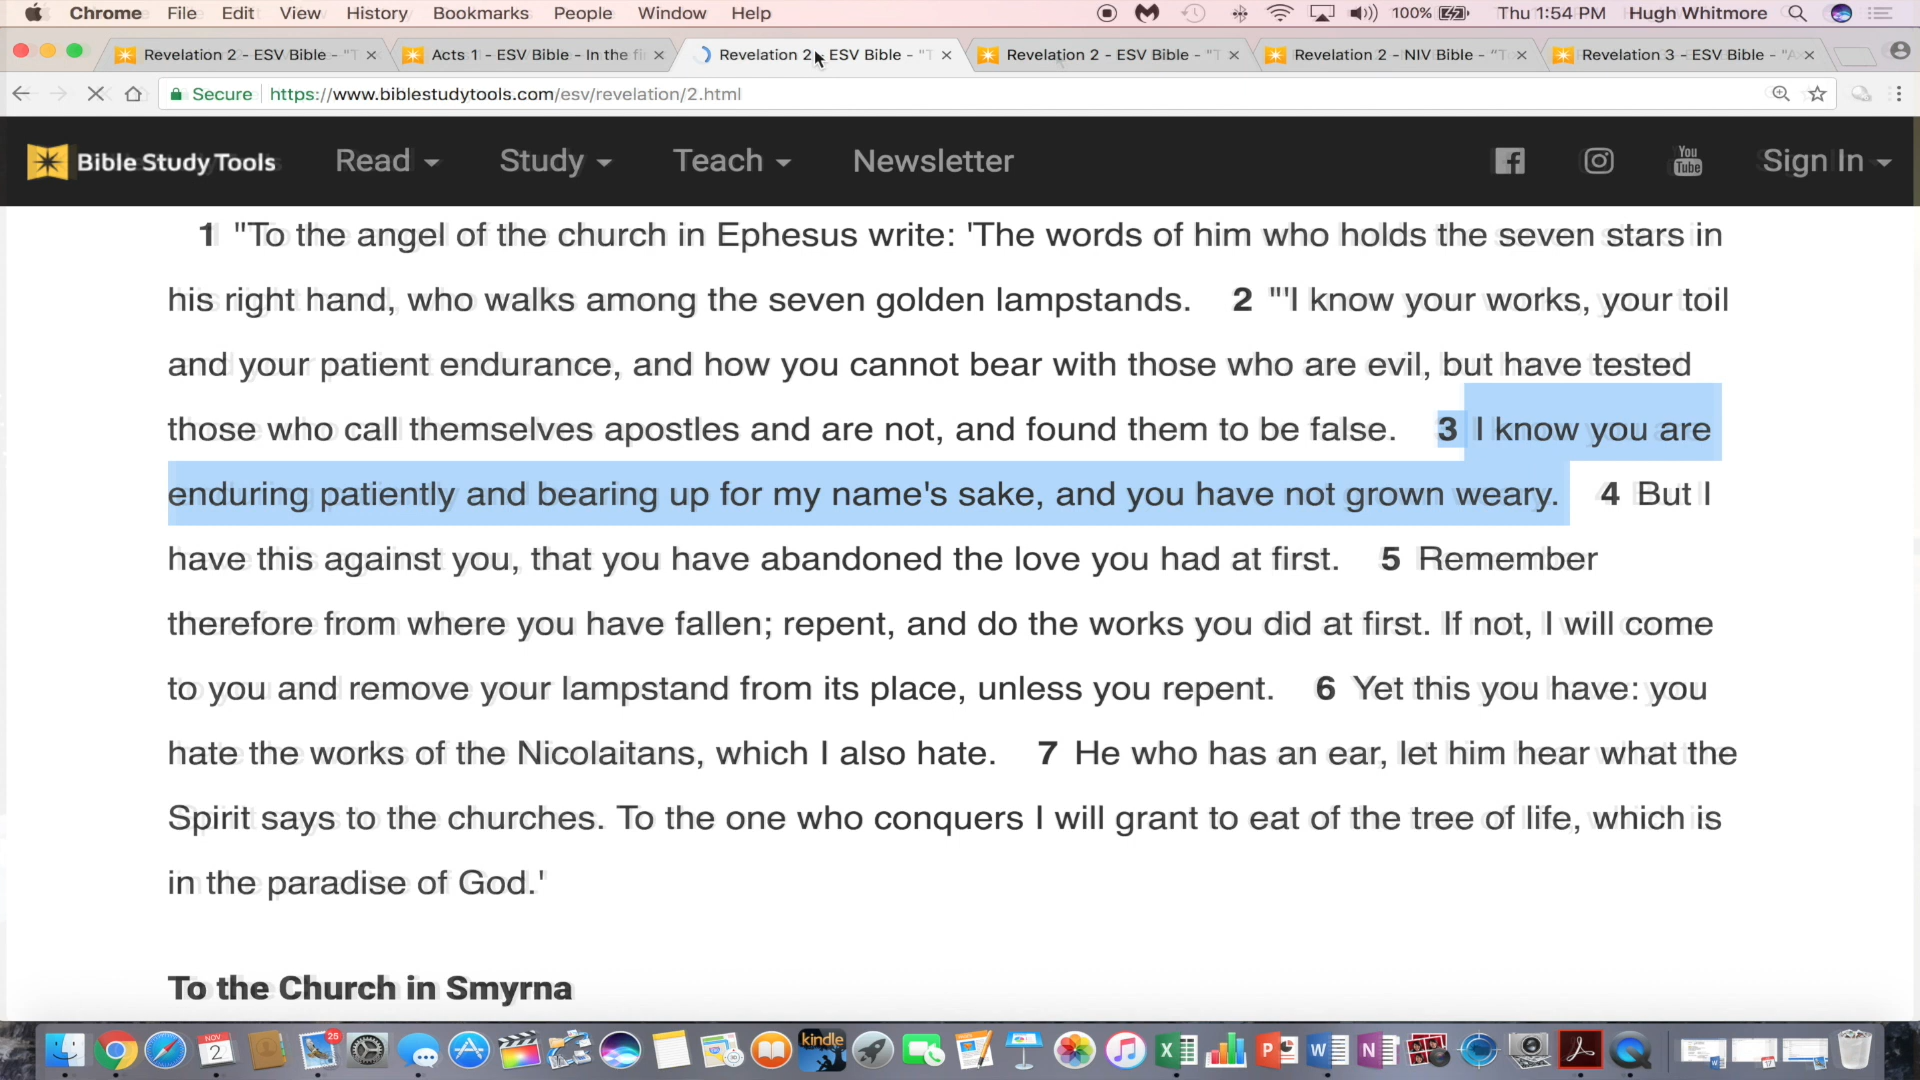 Chrome File Edit View History Bookmarks People Window Help 100% Thu 1:54 PM Hugh Whitmore
Revelation 2 - ESV Bible - "T Acts 1 - ESV Bible - In the fi Revelation 2 - ESV Bible - "T Revelation 2 - ESV Bible - "T Revelation 2 - NIV Bible - “T Revelation 3 - ESV Bible - "A
Secure https://www.biblestudytools.com/esv/revelation/2.html
Bible Study Tools Read Study Teach Newsletter You Tube Sign In
1 "To the angel of the church in Ephesus write: 'The words of him who holds the seven stars in
his right hand, who walks among the seven golden lampstands. 2 "'I know your works, your toil
and your patient endurance, and how you cannot bear with those who are evil, but have tested
those who call themselves apostles and are not, and found them to be false. 3 I know you are
enduring patiently and bearing up for my name's sake, and you have not grown weary. 4 But I
have this against you, that you have abandoned the love you had at first. 5 Remember
therefore from where you have fallen; repent, and do the works you did at first. If not, I will come
to you and remove your lampstand from its place, unless you repent. 6 Yet this you have: you
hate the works of the Nicolaitans, which I also hate. 7 He who has an ear, let him hear what the
Spirit says to the churches. To the one who conquers I will grant to eat of the tree of life, which is
in the paradise of God.'
To the Church in Smyrna
NOV 2 25 kindle X P W N